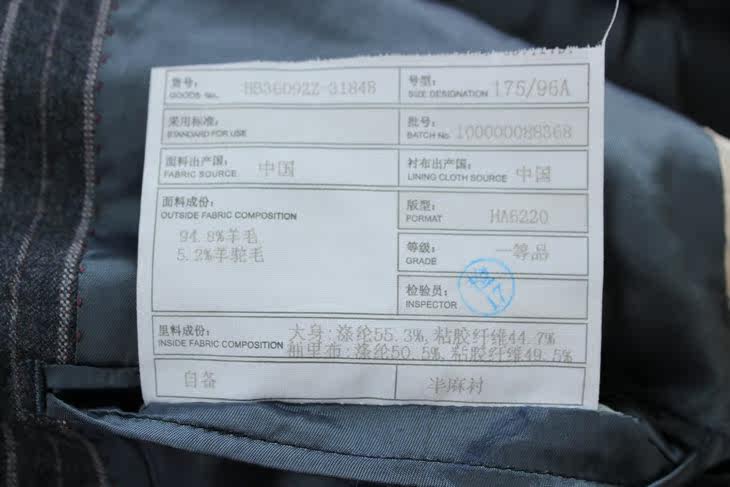 货号: HB36D92Z-31848
GOODS No.
号型: 175/96A
SIZE DESIGNATION
采用标准:
STANDARD FOR USE
批号: 100000088368
BATCH No.
面料出产国: 中国
FABRIC SOURCE
衬布出产国: 中国
LINING CLOTH SOURCE
面料成份:
OUTSIDE FABRIC COMPOSITION
94.8%羊毛
5.2%羊驼毛
版型: HA6220
FORMAT
等级: 一等品
GRADE
检验员:
INSPECTOR
17
里料成份: 大身:涤纶55.3%,粘胶纤维44.7%
INSIDE FABRIC COMPOSITION 袖里布:涤纶50.5%,粘胶纤维49.5%
自备
半麻衬